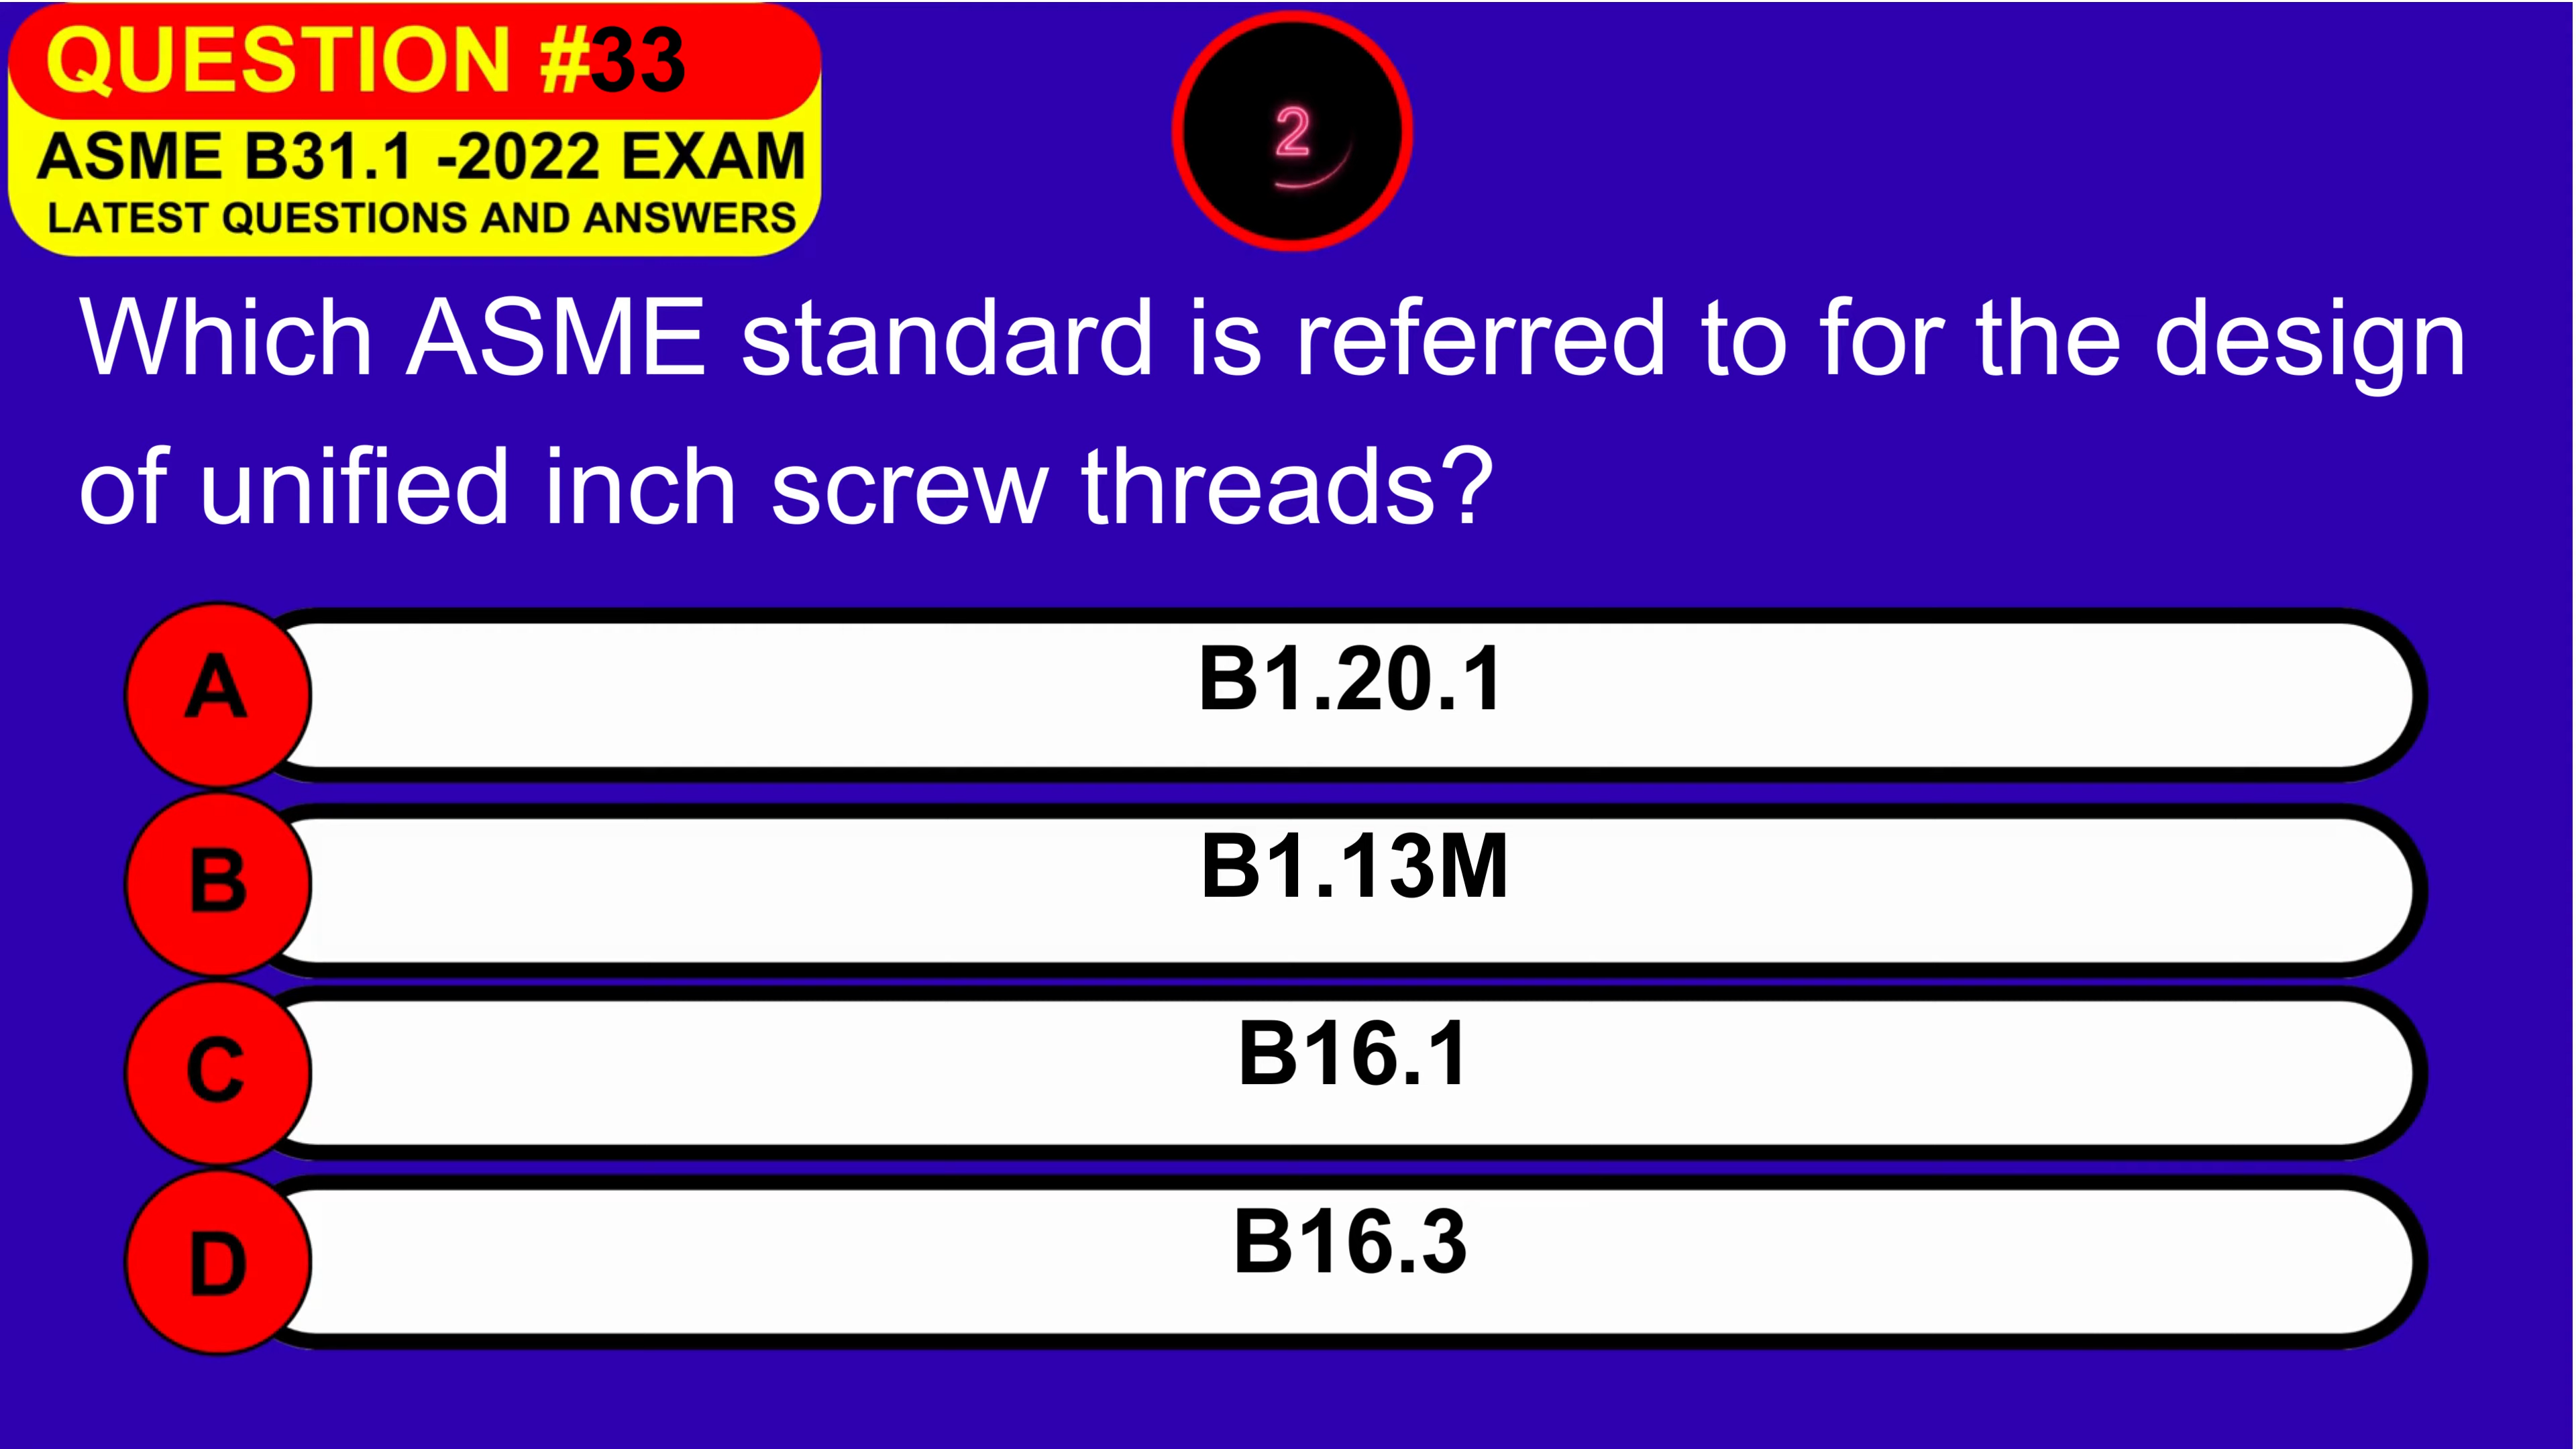 QUESTION #33
ASME B31.1 -2022 EXAM
LATEST QUESTIONS AND ANSWERS
2
Which ASME standard is referred to for the design
of unified inch screw threads?
A
B1.20.1
B
B1.13M
C
B16.1
D
B16.3